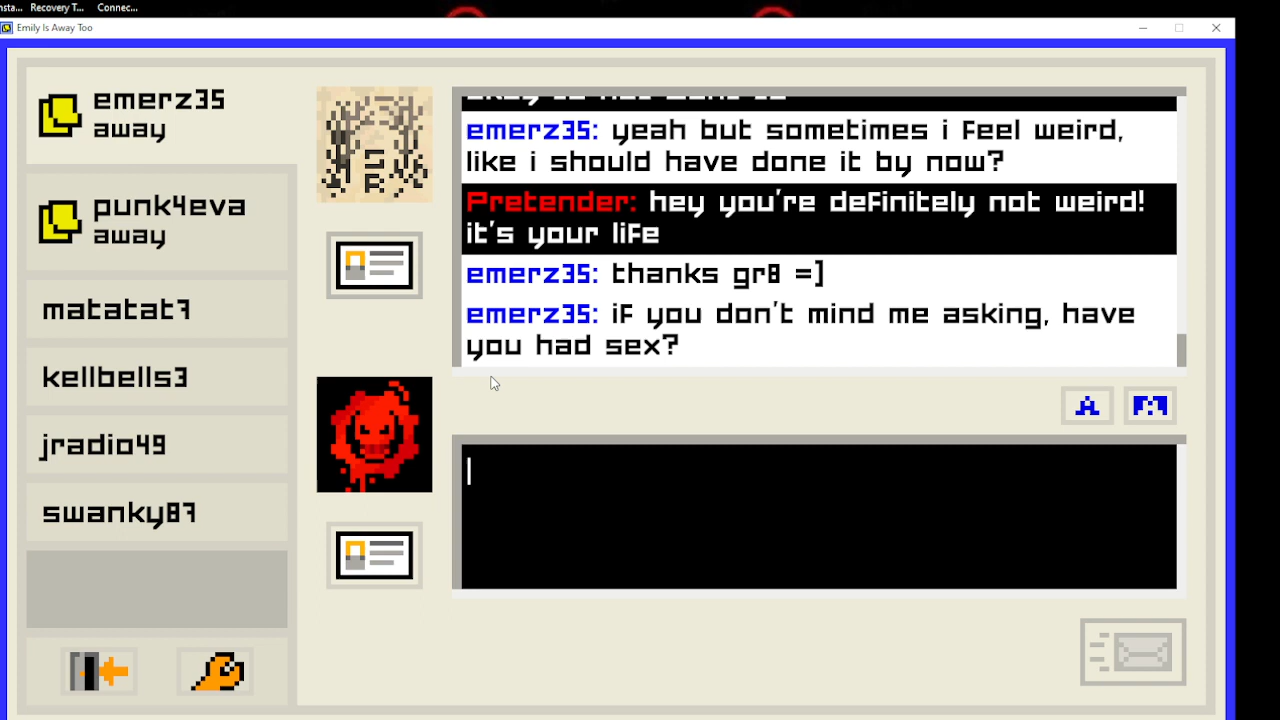 nsta... Recovery T... Connec...
Emily Is Away Too
emerz35
away
punk4eva
away
matatat7
kellbells3
jradio49
swanky87
S
R
emerz35: yeah but sometimes i feel weird,
like i should have done it by now?
Pretender: hey you're definitely not weird!
it's your life
emerz35: thanks gr8 =]
emerz35: if you don't mind me asking, have
you had sex?
A